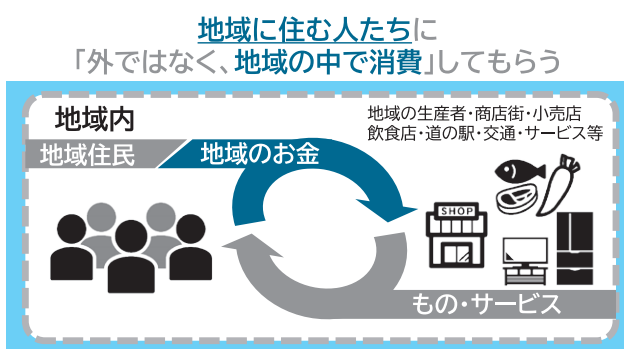 地域に住む人たちに
「外ではなく、地域の中で消費」してもらう
地域内
地域の生産者・商店街・小売店
飲食店・道の駅・交通・サービス等
地域住民
地域のお金
SHOP
もの・サービス